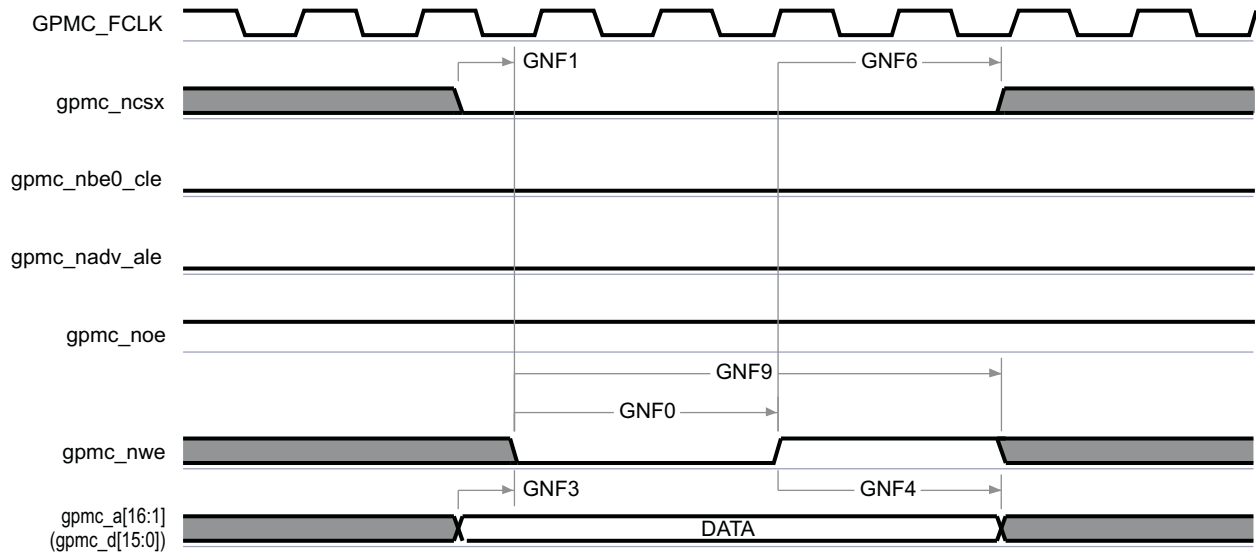 GPMC_FCLK
GNF1
GNF6
gpmc_ncsx
gpmc_nbe0_cle
gpmc_nadv_ale
gpmc_noe
GNF9
GNF0
gpmc_nwe
GNF3
GNF4
gpmc_a[16:1]
(gpmc_d[15:0])
DATA